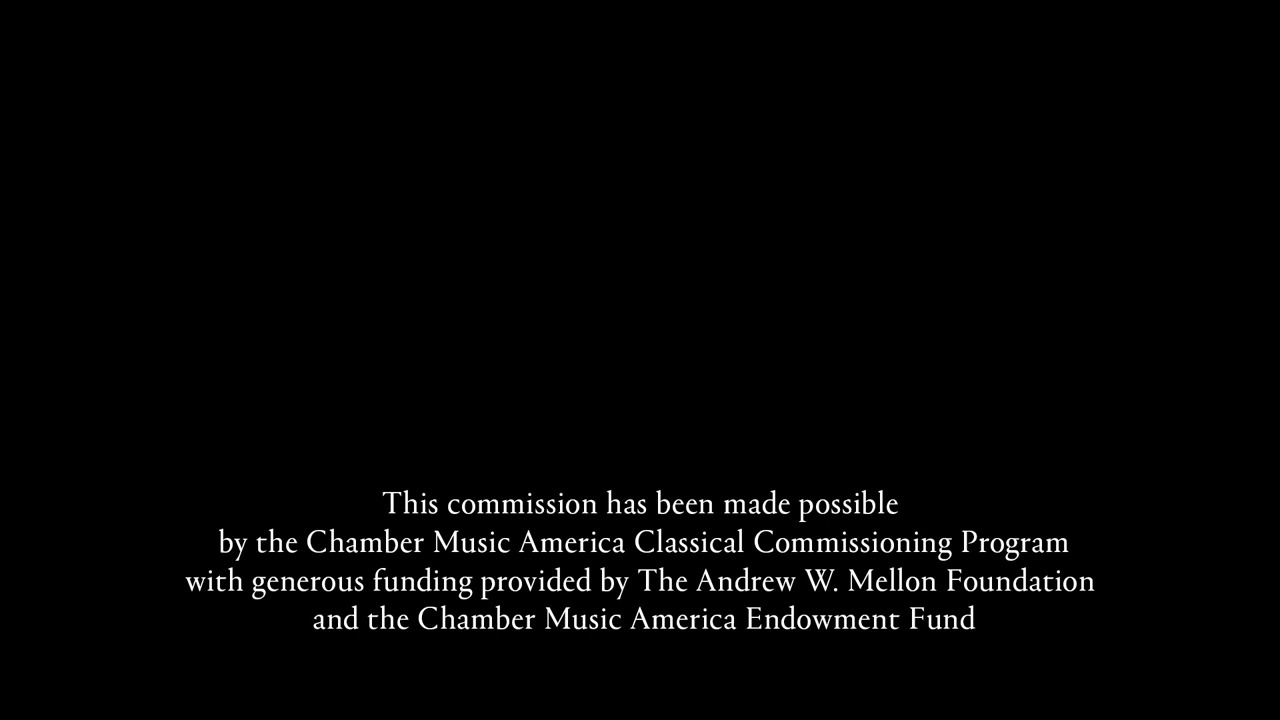 This commission has been made possible
by the Chamber Music America Classical Commissioning Program
with generous funding provided by The Andrew W. Mellon Foundation
and the Chamber Music America Endowment Fund